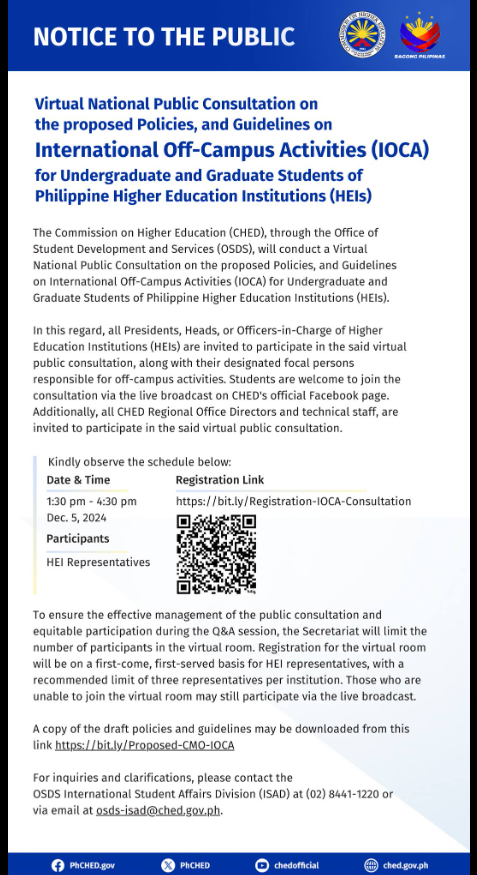 NOTICE TO THE PUBLIC
BAGONG PILIPINAS
Virtual National Public Consultation on
the proposed Policies, and Guidelines on
International Off-Campus Activities (IOCA)
for Undergraduate and Graduate Students of
Philippine Higher Education Institutions (HEIs)
The Commission on Higher Education (CHED), through the Office of
Student Development and Services (OSDS), will conduct a Virtual
National Public Consultation on the proposed Policies, and Guidelines
on International Off-Campus Activities (IOCA) for Undergraduate and
Graduate Students of Philippine Higher Education Institutions (HEIs).
In this regard, all Presidents, Heads, or Officers-in-Charge of Higher
Education Institutions (HEIs) are invited to participate in the said virtual
public consultation, along with their designated focal persons
responsible for off-campus activities. Students are welcome to join the
consultation via the live broadcast on CHED's official Facebook page.
Additionally, all CHED Regional Office Directors and technical staff, are
invited to participate in the said virtual public consultation.
Kindly observe the schedule below:
Date & Time
1:30 pm - 4:30 pm
Dec. 5, 2024
Participants
HEI Representatives
Registration Link
https://bit.ly/Registration-IOCA-Consultation
To ensure the effective management of the public consultation and
equitable participation during the Q&A session, the Secretariat will limit the
number of participants in the virtual room. Registration for the virtual room
will be on a first-come, first-served basis for HEI representatives, with a
recommended limit of three representatives per institution. Those who are
unable to join the virtual room may still participate via the live broadcast.
A copy of the draft policies and guidelines may be downloaded from this
link https://bit.ly/Proposed-CMO-IOCA
For inquiries and clarifications, please contact the
OSDS International Student Affairs Division (ISAD) at (02) 8441-1220 or
via email at osds-isad@ched.gov.ph.
PhCHED.gov
PhCHED
chedofficial
ched.gov.ph